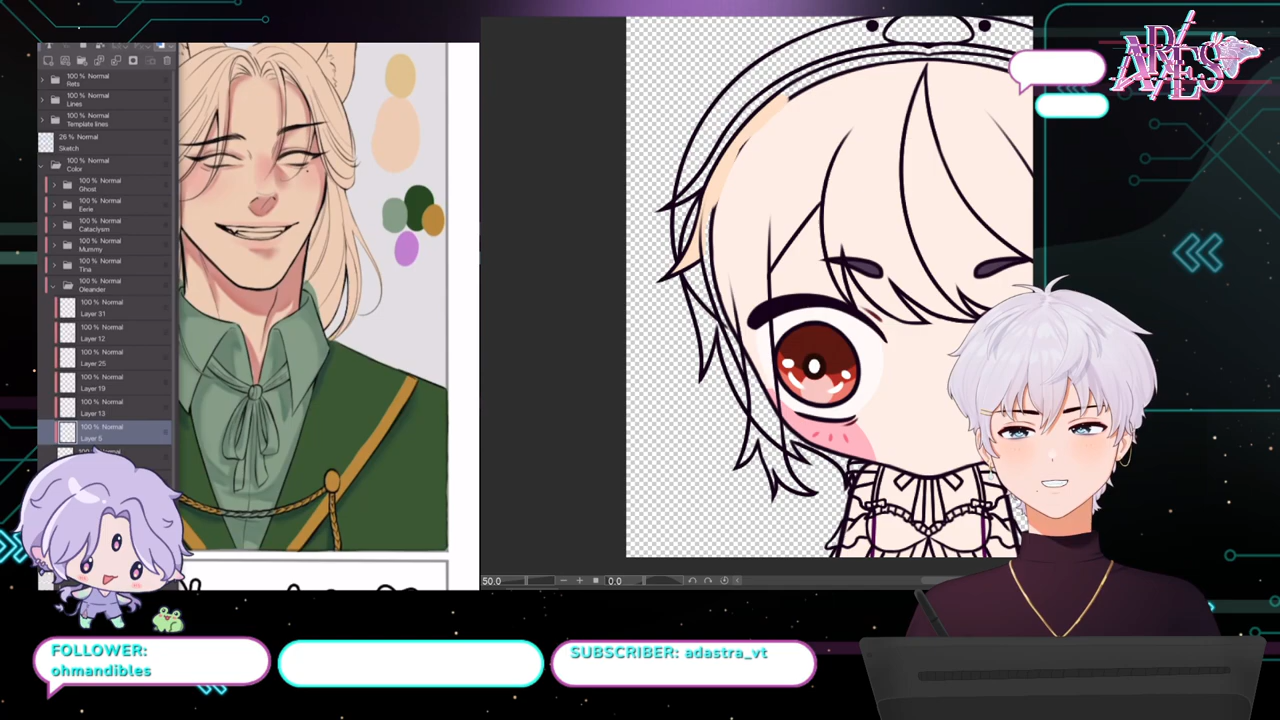 100 % Normal
Rets
100 % Normal
Lines
100 % Normal
Template lines
26 % Normal
Sketch
100 % Normal
Color
100 % Normal
Ghost
100 % Normal
Eerie
100 % Normal
Cataclysm
100 % Normal
Mummy
100 % Normal
Tina
100 % Normal
Oleander
100 % Normal
Layer 31
100 % Normal
Layer 12
100 % Normal
Layer 25
100 % Normal
Layer 19
100 % Normal
Layer 13
100 % Normal
Layer 5
50.0
0.0
ARES
FOLLOWER:
ohmandibles
SUBSCRIBER: adastra_vt